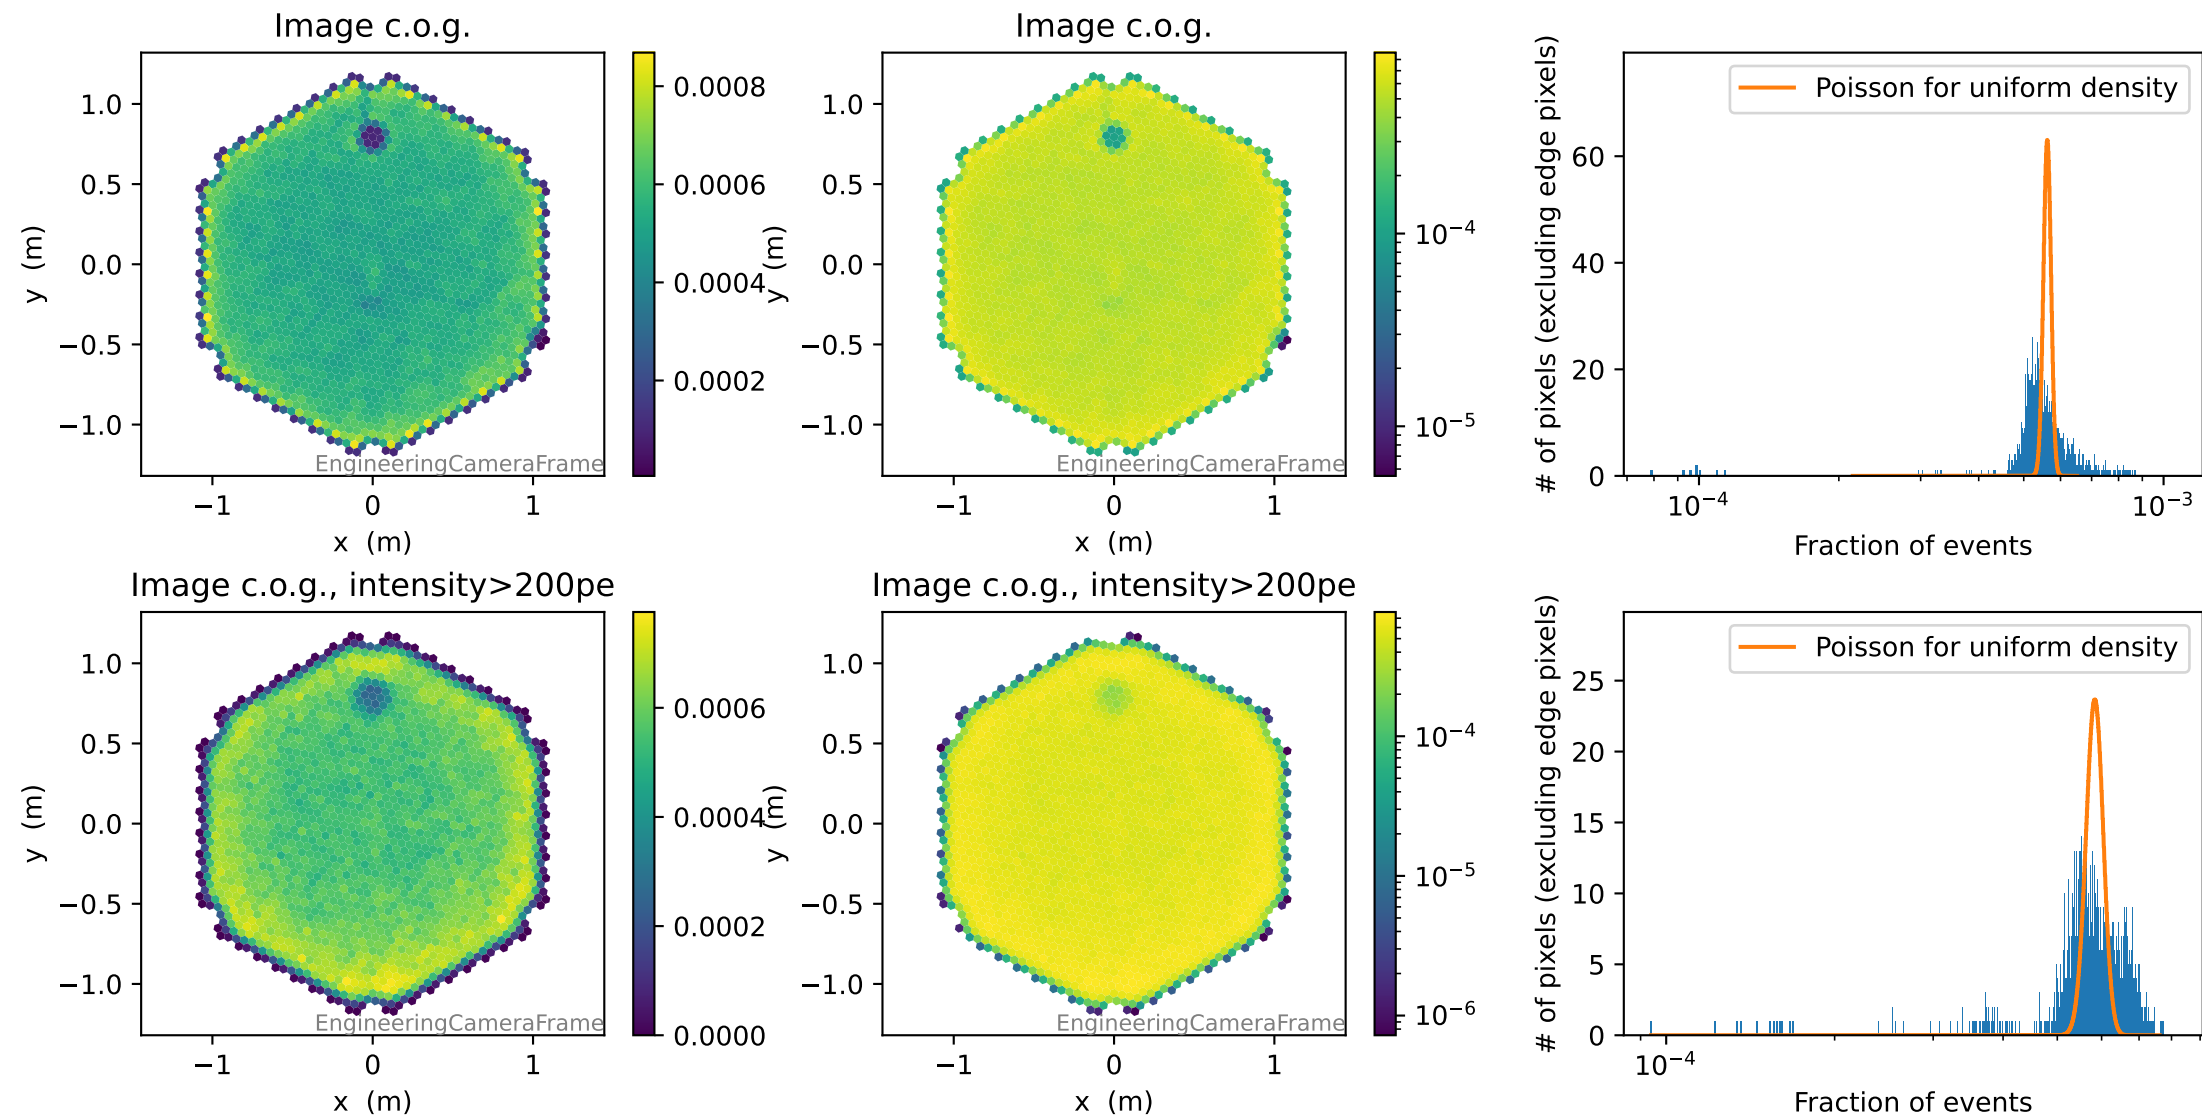 Image c.o.g.
1.0
0.5
0.0
−0.5
−1.0
y (m)
−1
0
1
x (m)
EngineeringCameraFrame
0.0008
0.0006
0.0004
0.0002
Image c.o.g.
1.0
0.5
0.0
−0.5
−1.0
y (m)
−1
0
1
x (m)
EngineeringCameraFrame
10⁻⁴
10⁻⁵
Poisson for uniform density
60
40
20
0
# of pixels (excluding edge pixels)
10⁻⁴
10⁻³
Fraction of events
Image c.o.g., intensity>200pe
1.0
0.5
0.0
−0.5
−1.0
y (m)
−1
0
1
x (m)
EngineeringCameraFrame
0.0006
0.0004
0.0002
0.0000
Image c.o.g., intensity>200pe
1.0
0.5
0.0
−0.5
−1.0
y (m)
−1
0
1
x (m)
EngineeringCameraFrame
10⁻⁴
10⁻⁵
10⁻⁶
Poisson for uniform density
25
20
15
10
5
0
# of pixels (excluding edge pixels)
10⁻⁴
Fraction of events